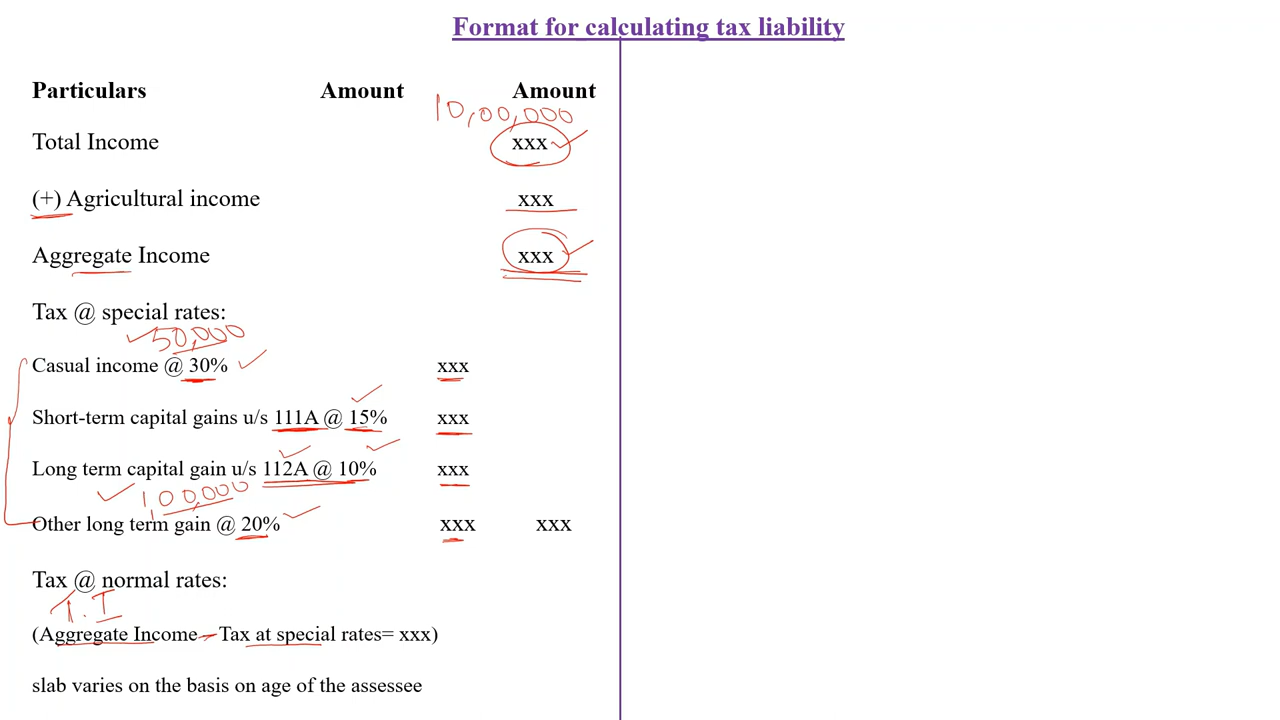 Format for calculating tax liability
Particulars Amount Amount
10,00,000
Total Income xxx
(+) Agricultural income xxx
Aggregate Income xxx
Tax @ special rates:
50,000
Casual income @ 30% xxx
Short-term capital gains u/s 111A @ 15% xxx
Long term capital gain u/s 112A @ 10% xxx
1,00,000
Other long term gain @ 20% xxx xxx
Tax @ normal rates:
T.I
(Aggregate Income – Tax at special rates= xxx)
slab varies on the basis on age of the assessee